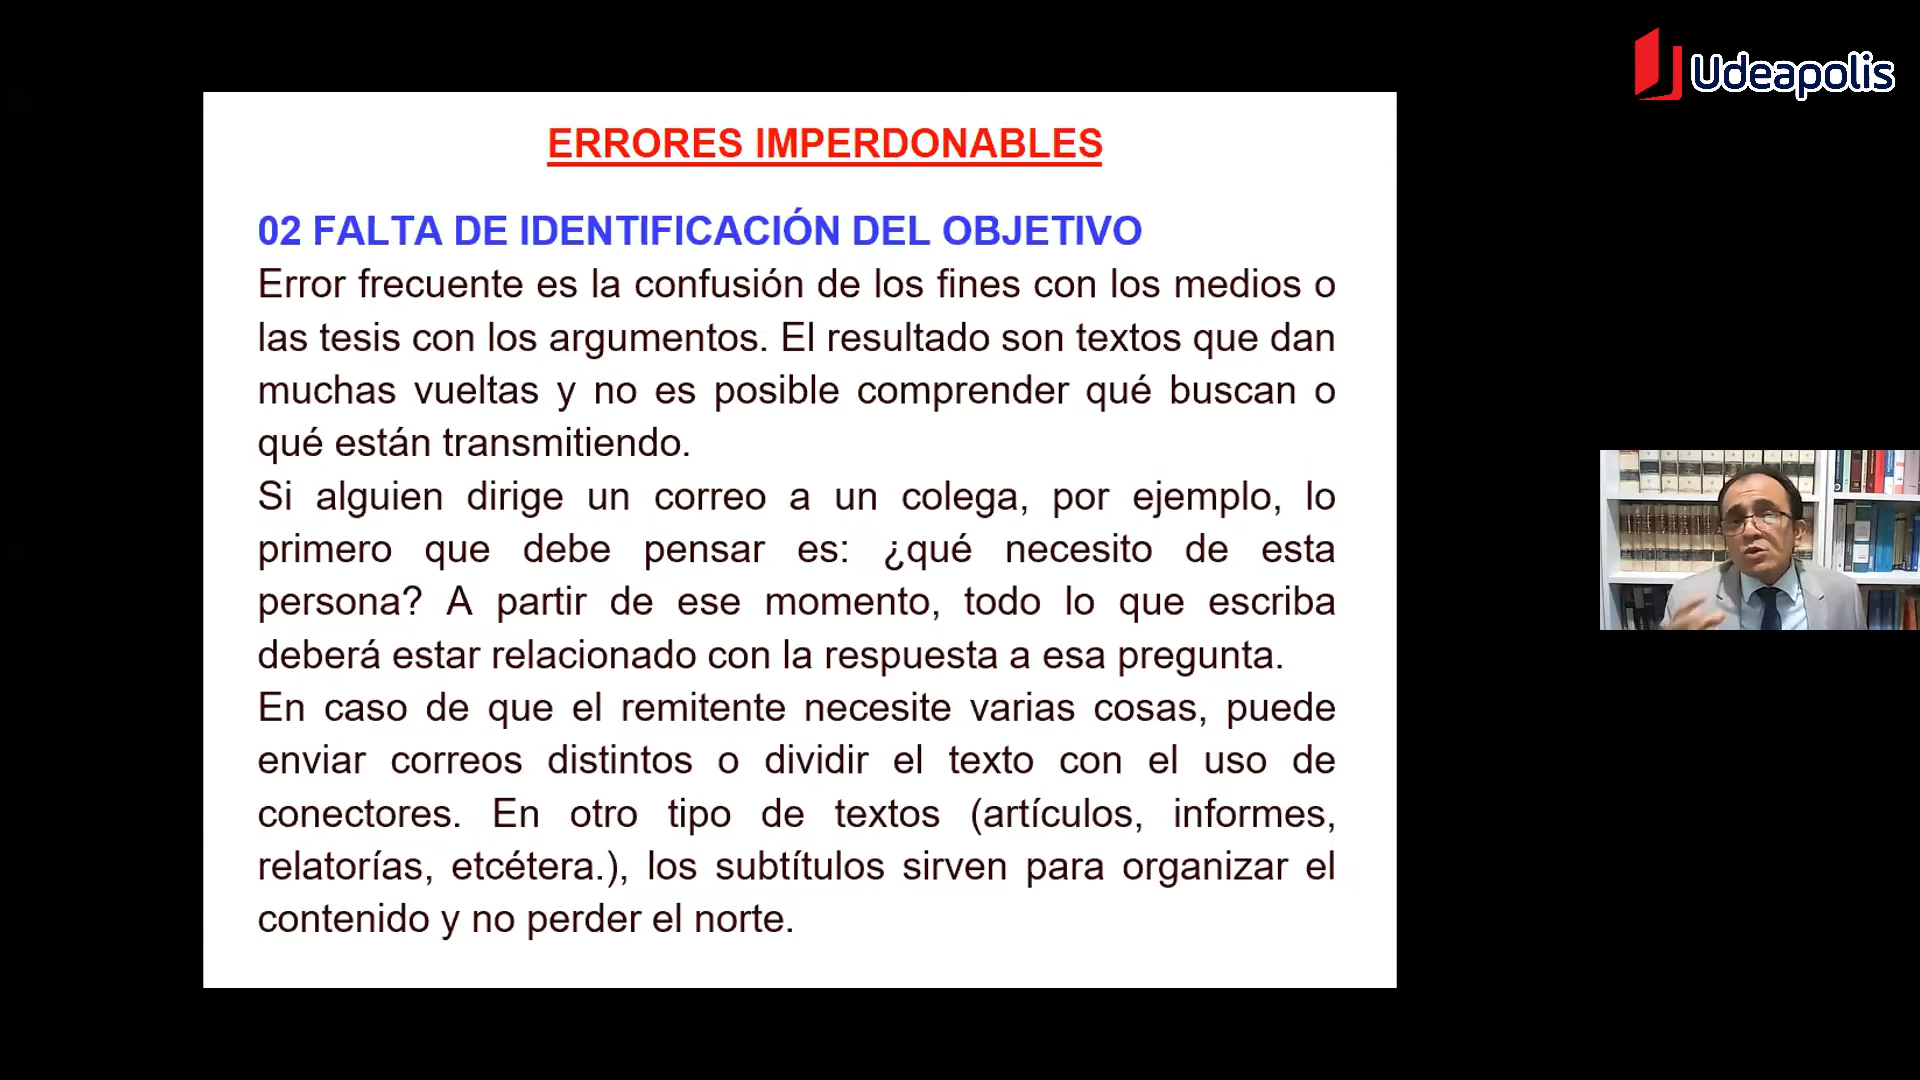 Udeapolis
ERRORES IMPERDONABLES
02 FALTA DE IDENTIFICACIÓN DEL OBJETIVO
Error frecuente es la confusión de los fines con los medios o
las tesis con los argumentos. El resultado son textos que dan
muchas vueltas y no es posible comprender qué buscan o
qué están transmitiendo.
Si alguien dirige un correo a un colega, por ejemplo, lo
primero que debe pensar es: ¿qué necesito de esta
persona? A partir de ese momento, todo lo que escriba
deberá estar relacionado con la respuesta a esa pregunta.
En caso de que el remitente necesite varias cosas, puede
enviar correos distintos o dividir el texto con el uso de
conectores. En otro tipo de textos (artículos, informes,
relatorías, etcétera.), los subtítulos sirven para organizar el
contenido y no perder el norte.